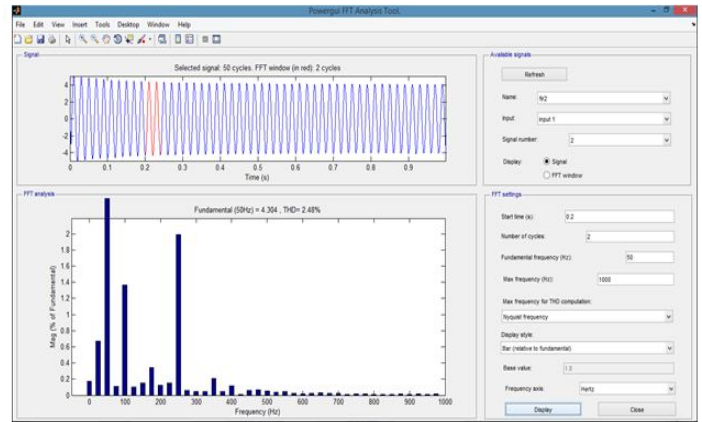 Powergui FFT Analysis Tool.
File Edit View Insert Tools Desktop Window Help
Signal
Selected signal: 50 cycles. FFT window (in red): 2 cycles
4
2
0
-2
-4
0 0.1 0.2 0.3 0.4 0.5 0.6 0.7 0.8 0.9
Time (s)
FFT analysis
Fundamental (50Hz) = 4.304 , THD= 2.48%
Mag (% of Fundamental)
2
1.8
1.6
1.4
1.2
1
0.8
0.6
0.4
0.2
0
0 100 200 300 400 500 600 700 800 900 1000
Frequency (Hz)
Available signals
Refresh
Name:
Input: input 1
Signal number: 2
Display: Signal
FFT window
FFT settings
Start time (s): 0.2
Number of cycles: 2
Fundamental frequency (Hz): 50
Max frequency (Hz): 1000
Max frequency for THD computation:
Nyquist frequency
Display style:
Bar (relative to fundamental)
Base value: 1.0
Frequency axis: Hertz
Display Close